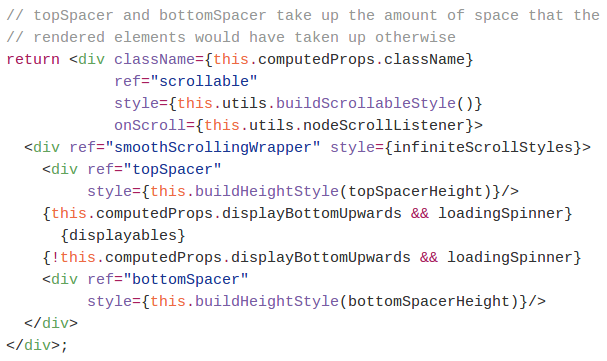 // topSpacer and bottomSpacer take up the amount of space that the
// rendered elements would have taken up otherwise
return <div className={this.computedProps.className}
            ref="scrollable"
            style={this.utils.buildScrollableStyle()}
            onScroll={this.utils.nodeScrollListener}>
  <div ref="smoothScrollingWrapper" style={infiniteScrollStyles}>
    <div ref="topSpacer"
         style={this.buildHeightStyle(topSpacerHeight)}/>
    {this.computedProps.displayBottomUpwards && loadingSpinner}
      {displayables}
    {!this.computedProps.displayBottomUpwards && loadingSpinner}
    <div ref="bottomSpacer"
         style={this.buildHeightStyle(bottomSpacerHeight)}/>
  </div>
</div>;